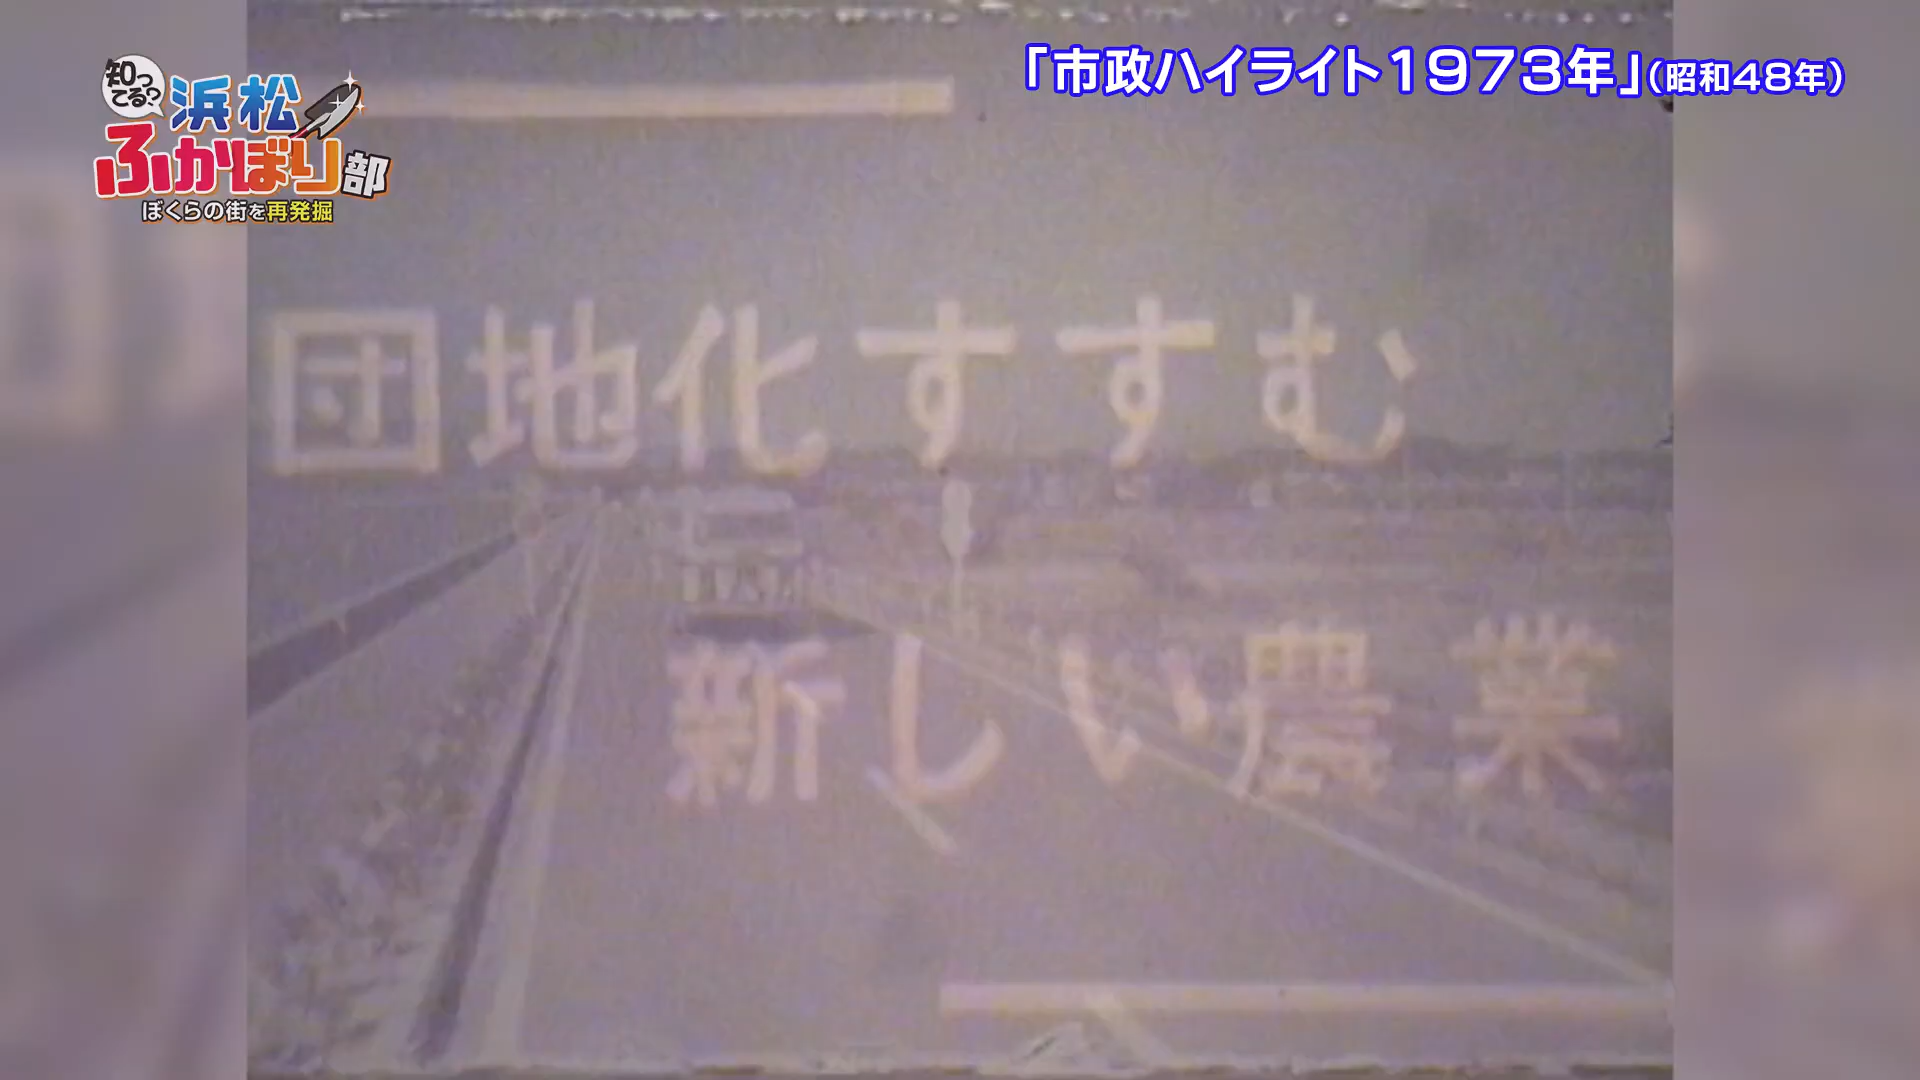 知ってるっ?
浜松
ふかぼり部
ぼくらの街を再発掘
「市政ハイライト1973年」(昭和48年)
団地化すすむ
新しい農業